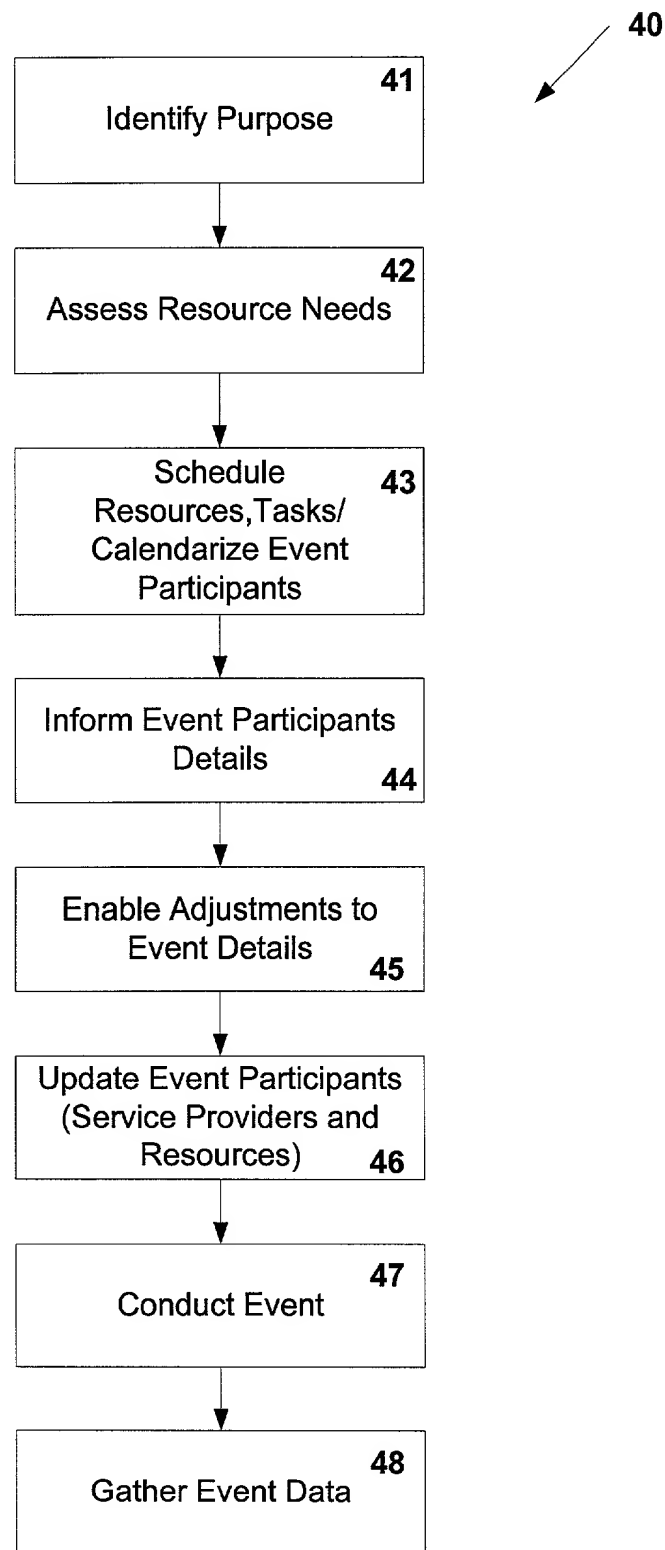 40
41
Identify Purpose
42
Assess Resource Needs
Schedule 43
Resources,Tasks/
Calendarize Event
Participants
Inform Event Participants
Details
44
Enable Adjustments to
Event Details
45
Update Event Participants
(Service Providers and
Resources) 46
47
Conduct Event
48
Gather Event Data